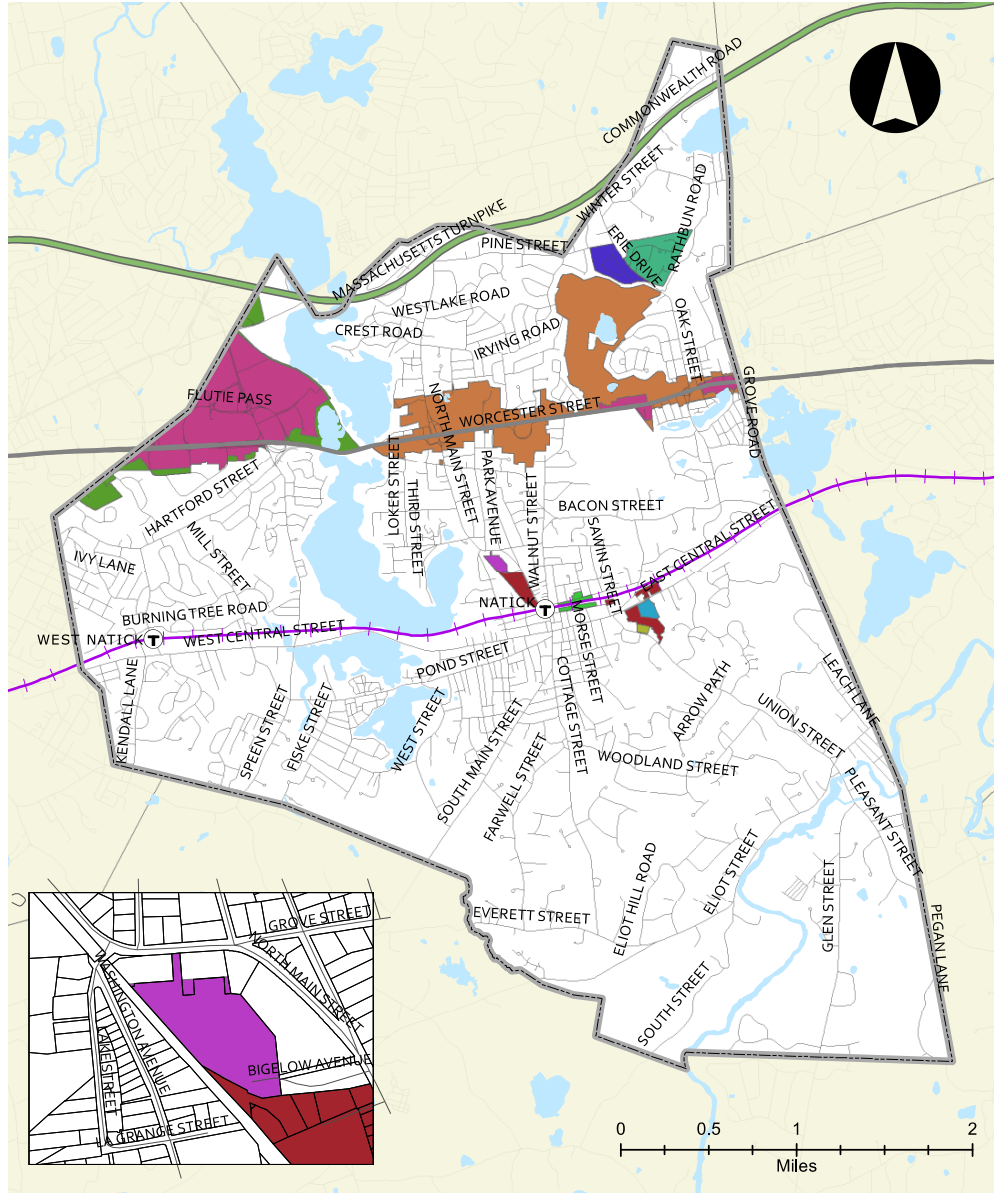 COMMONWEALTH ROAD
WINTER STREET
RATHBUN ROAD
MASSACHUSETTS TURNPIKE
PINE STREET
ERIE DRIVE
WESTLAKE ROAD
CREST ROAD
IRVING ROAD
OAK STREET
FLUTIE PASS
NORTH MAIN STREET
WORCESTER STREET
GROVE ROAD
LOKER STREET
PARK AVENUE
HARTFORD STREET
THIRD STREET
WALNUT STREET
BACON STREET
SAWIN STREET
EAST CENTRAL STREET
MILL STREET
IVY LANE
NATICK
T
MORSE STREET
BURNING TREE ROAD
WEST NATICK
T
WEST CENTRAL STREET
POND STREET
COTTAGE STREET
KENDALL LANE
SPEEN STREET
FISKE STREET
WEST STREET
SOUTH MAIN STREET
FARWELL STREET
ARROW PATH
LEACH LANE
UNION STREET
WOODLAND STREET
PLEASANT STREET
EVERETT STREET
ELIOT HILL ROAD
ELIOT STREET
GLEN STREET
PEGAN LANE
SOUTH STREET
GROVE STREET
NORTH MAIN STREET
WASHINGTON AVENUE
LAKE STREET
BIGELOW AVENUE
LA GRANGE STREET
0 0.5 1 2
Miles